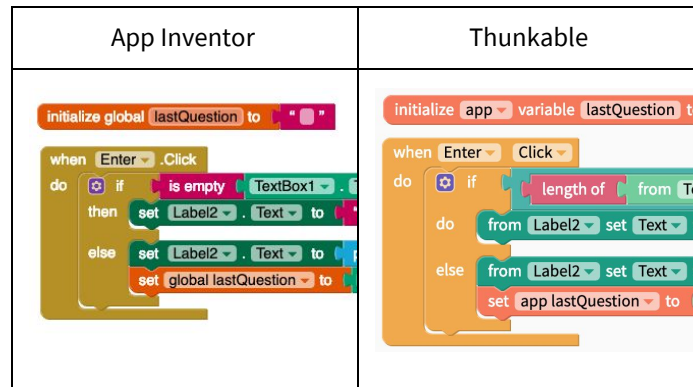 App Inventor
initialize global lastQuestion to " "
when Enter .Click
do if is empty TextBox1 .
then set Label2 . Text to "
else set Label2 . Text to
set global lastQuestion to
Thunkable
initialize app variable lastQuestion
when Enter Click
do if length of from
do from Label2 set Text
else from Label2 set Text
set app lastQuestion to